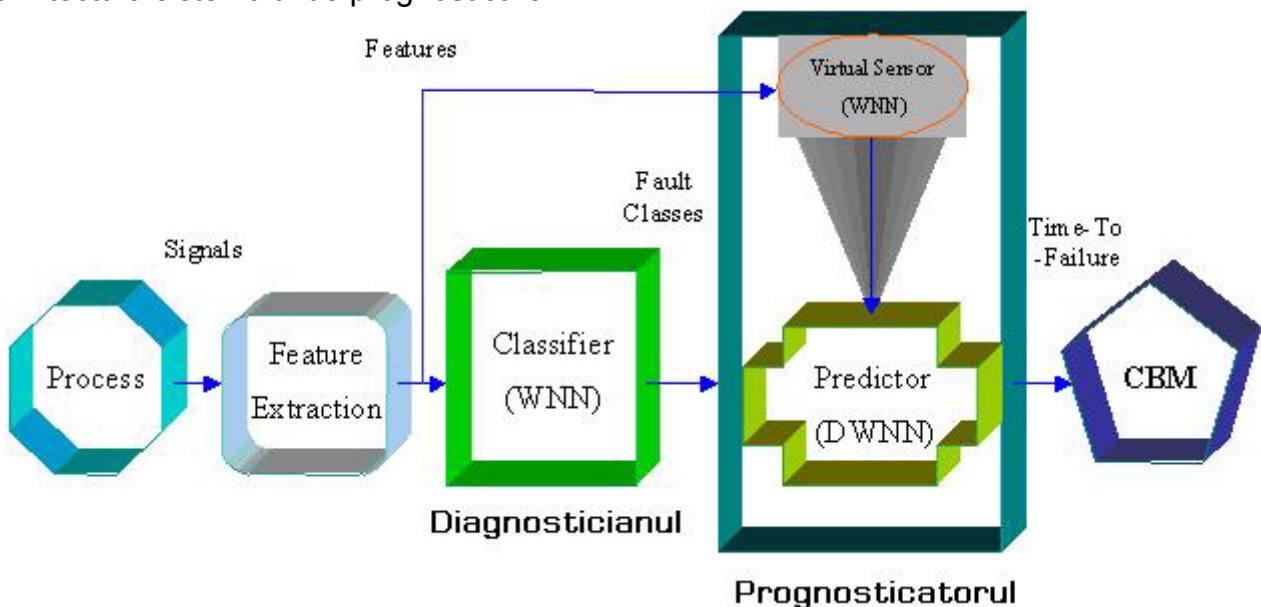 Features
Virtual Sensor
(WNN)
Fault
Classes
Time-To
-Failure
Signals
Process
Feature
Extraction
Classifier
(WNN)
Predictor
(DWNN)
CBM
Diagnosticianul
Prognosticatorul